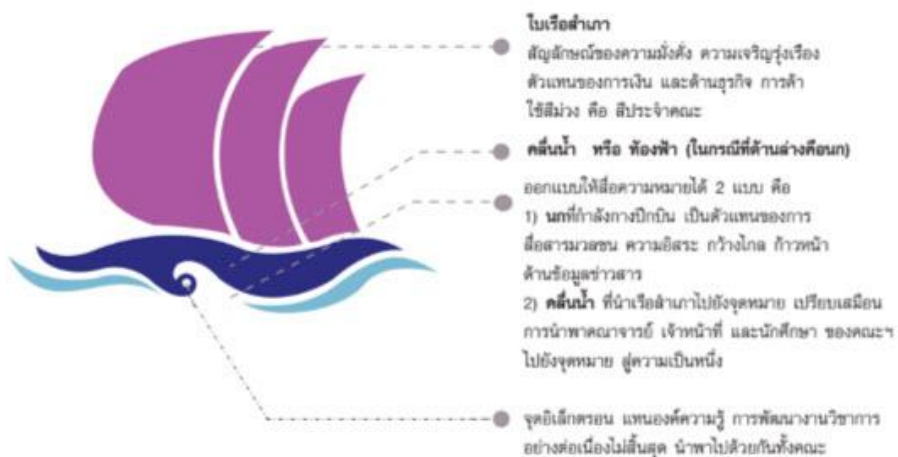 ใบเรือสำเภา
สัญลักษณ์ของความมั่งคั่ง ความเจริญรุ่งเรือง
ตัวแทนของการเงิน และด้านธุรกิจ การค้า
ใช้สีม่วง คือ สีประจำคณะ
คลื่นน้ำ หรือ ท้องฟ้า (ในกรณีที่ด้านล่างคือนก)
ออกแบบให้สื่อความหมายได้ 2 แบบ คือ
1) นกที่กำลังกางปีกบิน เป็นตัวแทนของการ
สื่อสารมวลชน ความอิสระ กว้างไกล ก้าวหน้า
ด้านข้อมูลข่าวสาร
2) คลื่นน้ำ ที่นำเรือสำเภาไปยังจุดหมาย เปรียบเสมือน
การนำพาคณาจารย์ เจ้าหน้าที่ และนักศึกษา ของคณะฯ
ไปยังจุดหมาย สู่ความเป็นหนึ่ง
จุดอิเล็กตรอน แทนองค์ความรู้ การพัฒนางานวิชาการ
อย่างต่อเนื่องไม่สิ้นสุด นำพาไปด้วยกันทั้งคณะ